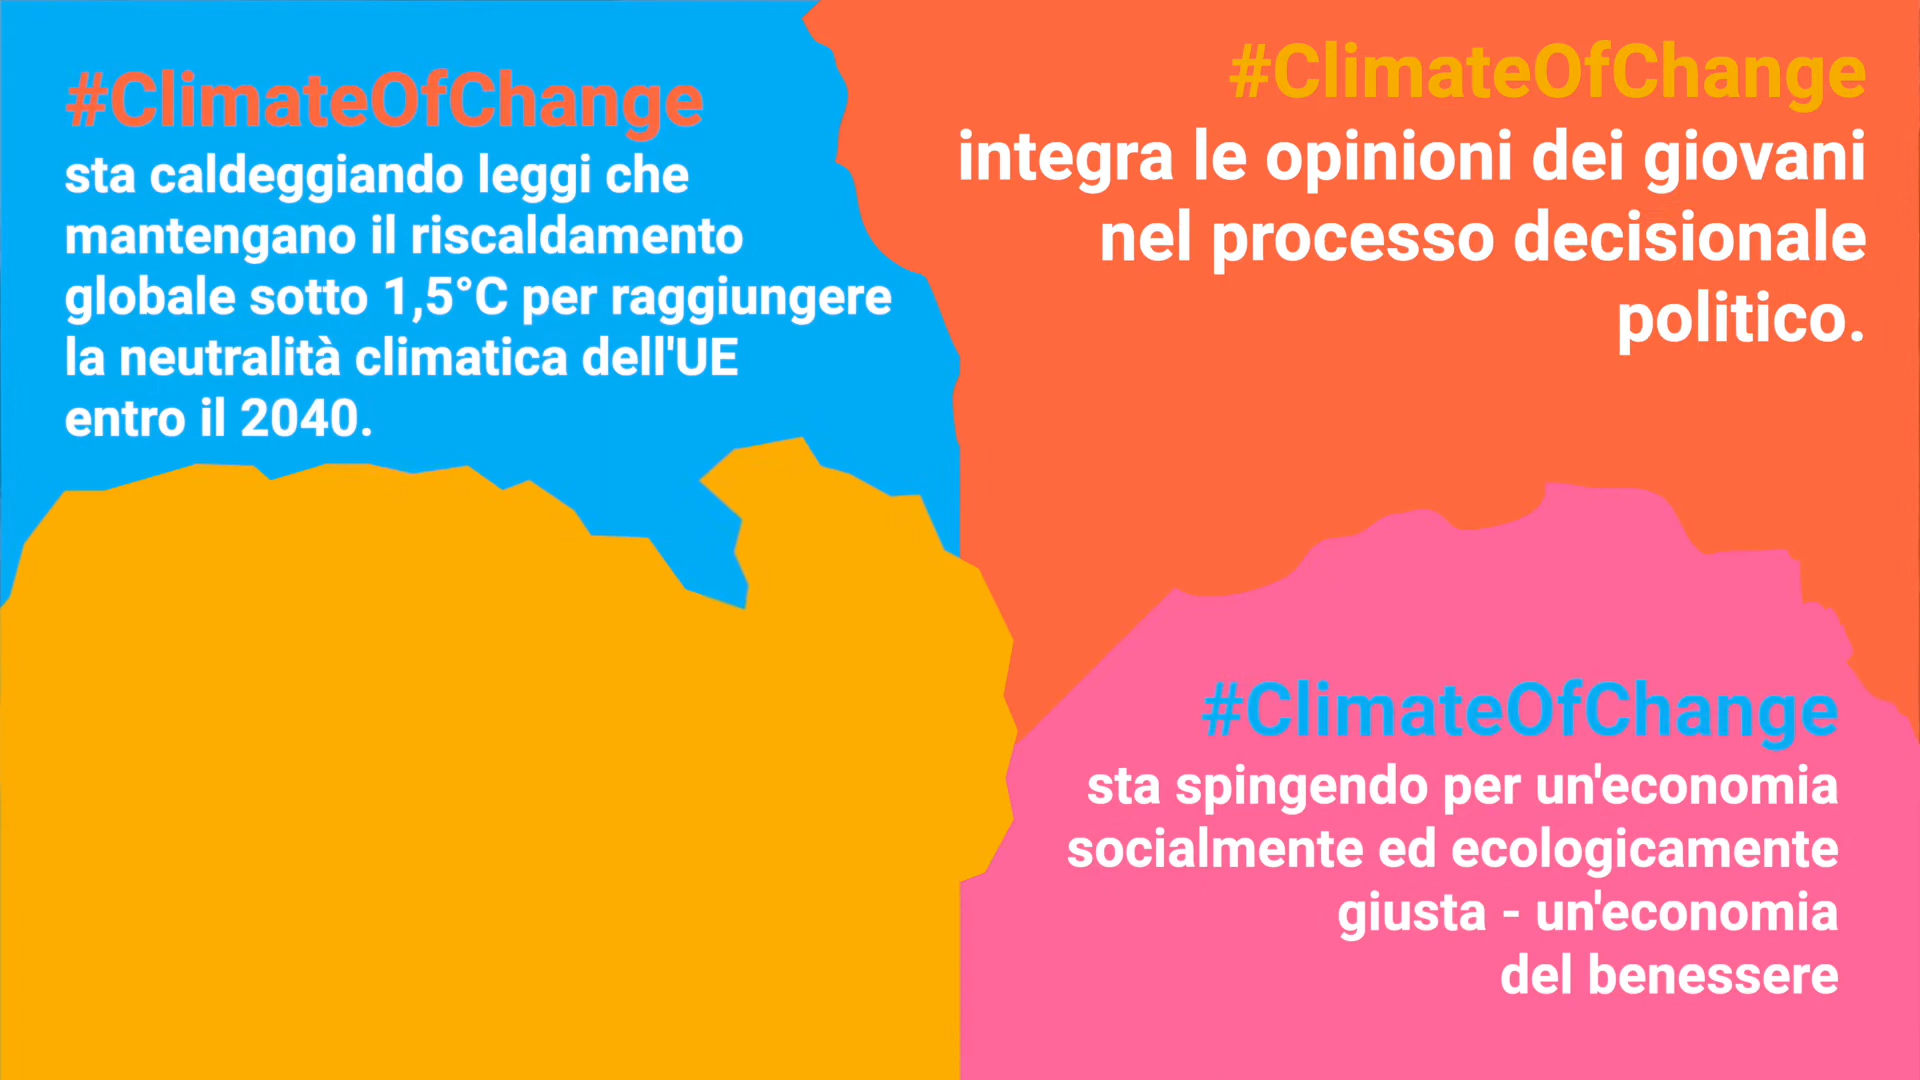 #ClimateOfChange
sta caldeggiando leggi che
mantengano il riscaldamento
globale sotto 1,5°C per raggiungere
la neutralità climatica dell'UE
entro il 2040.
#ClimateOfChange
integra le opinioni dei giovani
nel processo decisionale
politico.
#ClimateOfChange
sta spingendo per un'economia
socialmente ed ecologicamente
giusta - un'economia
del benessere